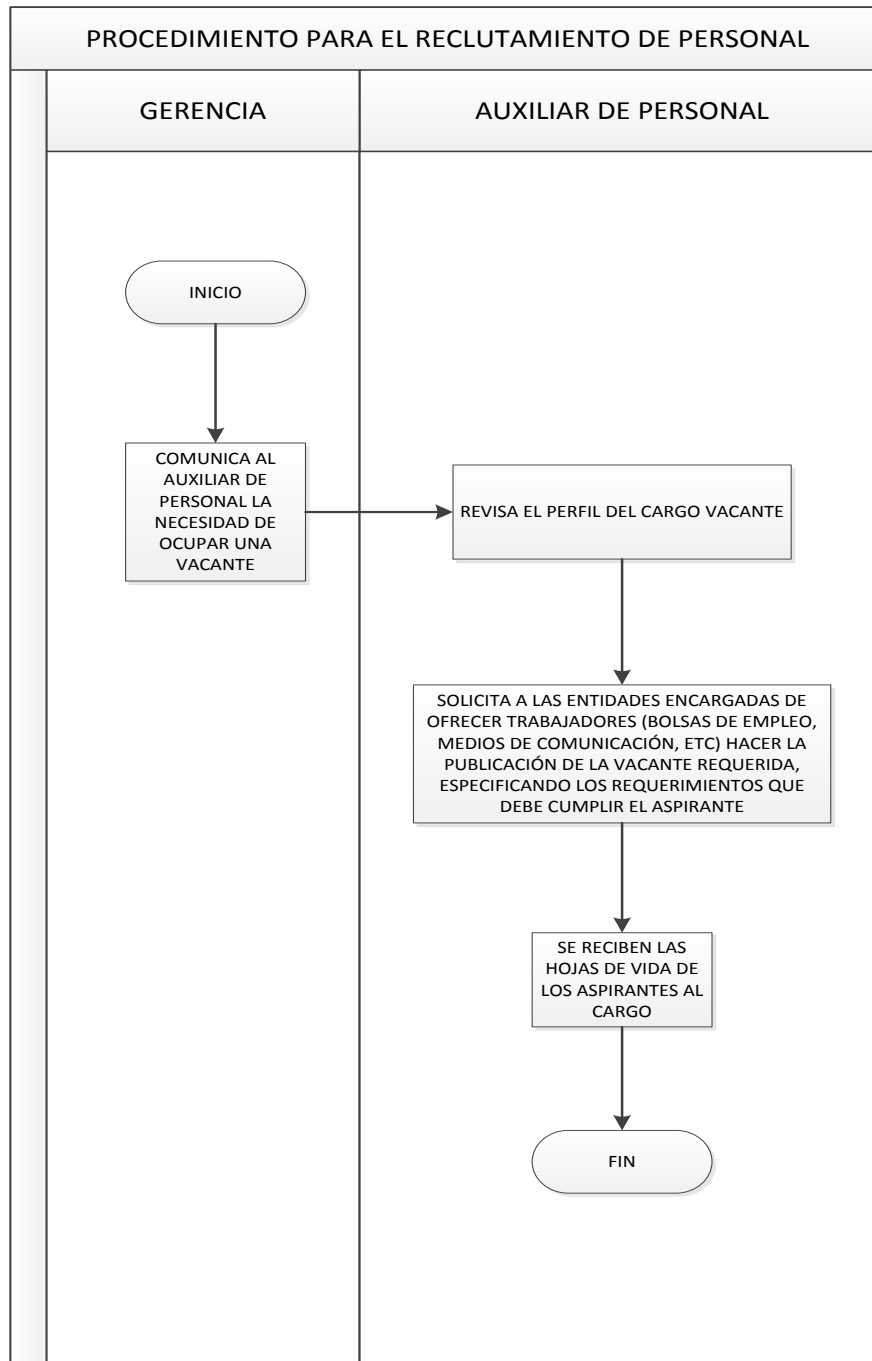 PROCEDIMIENTO PARA EL RECLUTAMIENTO DE PERSONAL
GERENCIA
AUXILIAR DE PERSONAL
INICIO
COMUNICA AL
AUXILIAR DE
PERSONAL LA
NECESIDAD DE
OCUPAR UNA
VACANTE
REVISA EL PERFIL DEL CARGO VACANTE
SOLICITA A LAS ENTIDADES ENCARGADAS DE
OFRECER TRABAJADORES (BOLSAS DE EMPLEO,
MEDIOS DE COMUNICACIÓN, ETC) HACER LA
PUBLICACIÓN DE LA VACANTE REQUERIDA,
ESPECIFICANDO LOS REQUERIMIENTOS QUE
DEBE CUMPLIR EL ASPIRANTE
SE RECIBEN LAS
HOJAS DE VIDA DE
LOS ASPIRANTES AL
CARGO
FIN